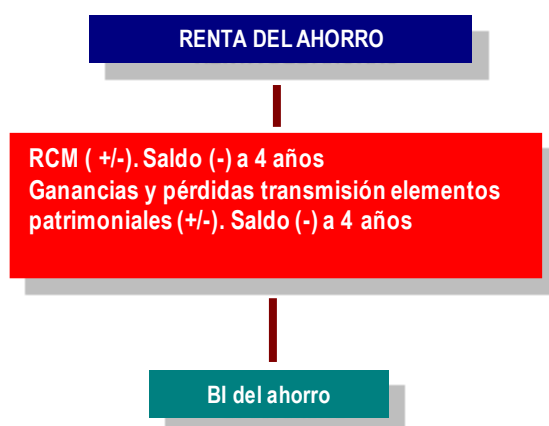 RENTA DEL AHORRO
RCM ( +/-). Saldo (-) a 4 años
Ganancias y pérdidas transmisión elementos
patrimoniales (+/-). Saldo (-) a 4 años
BI del ahorro